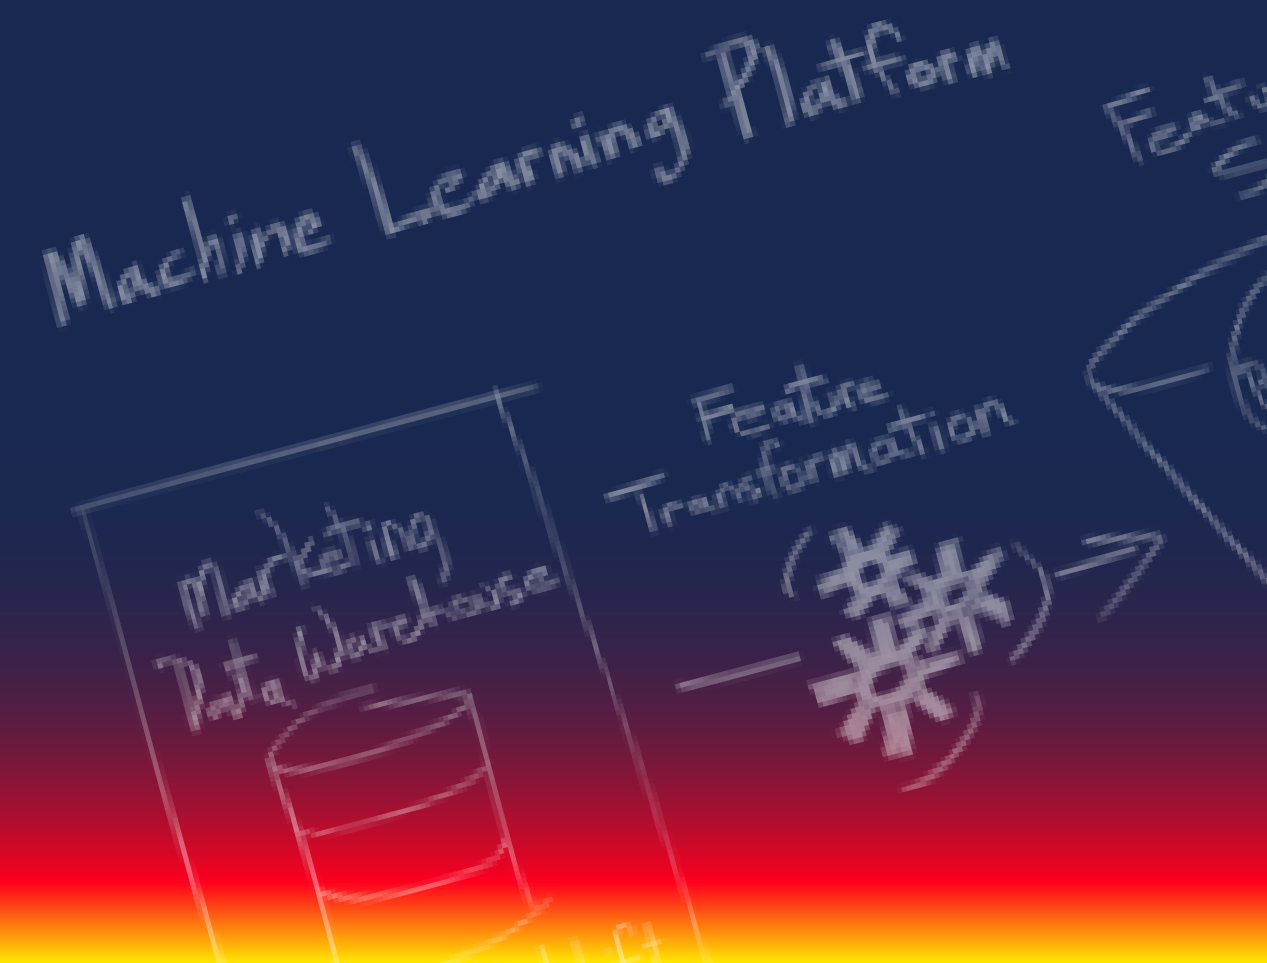 Machine Learning Platform
Feature
Transformation
Marketing
Data Warehouse